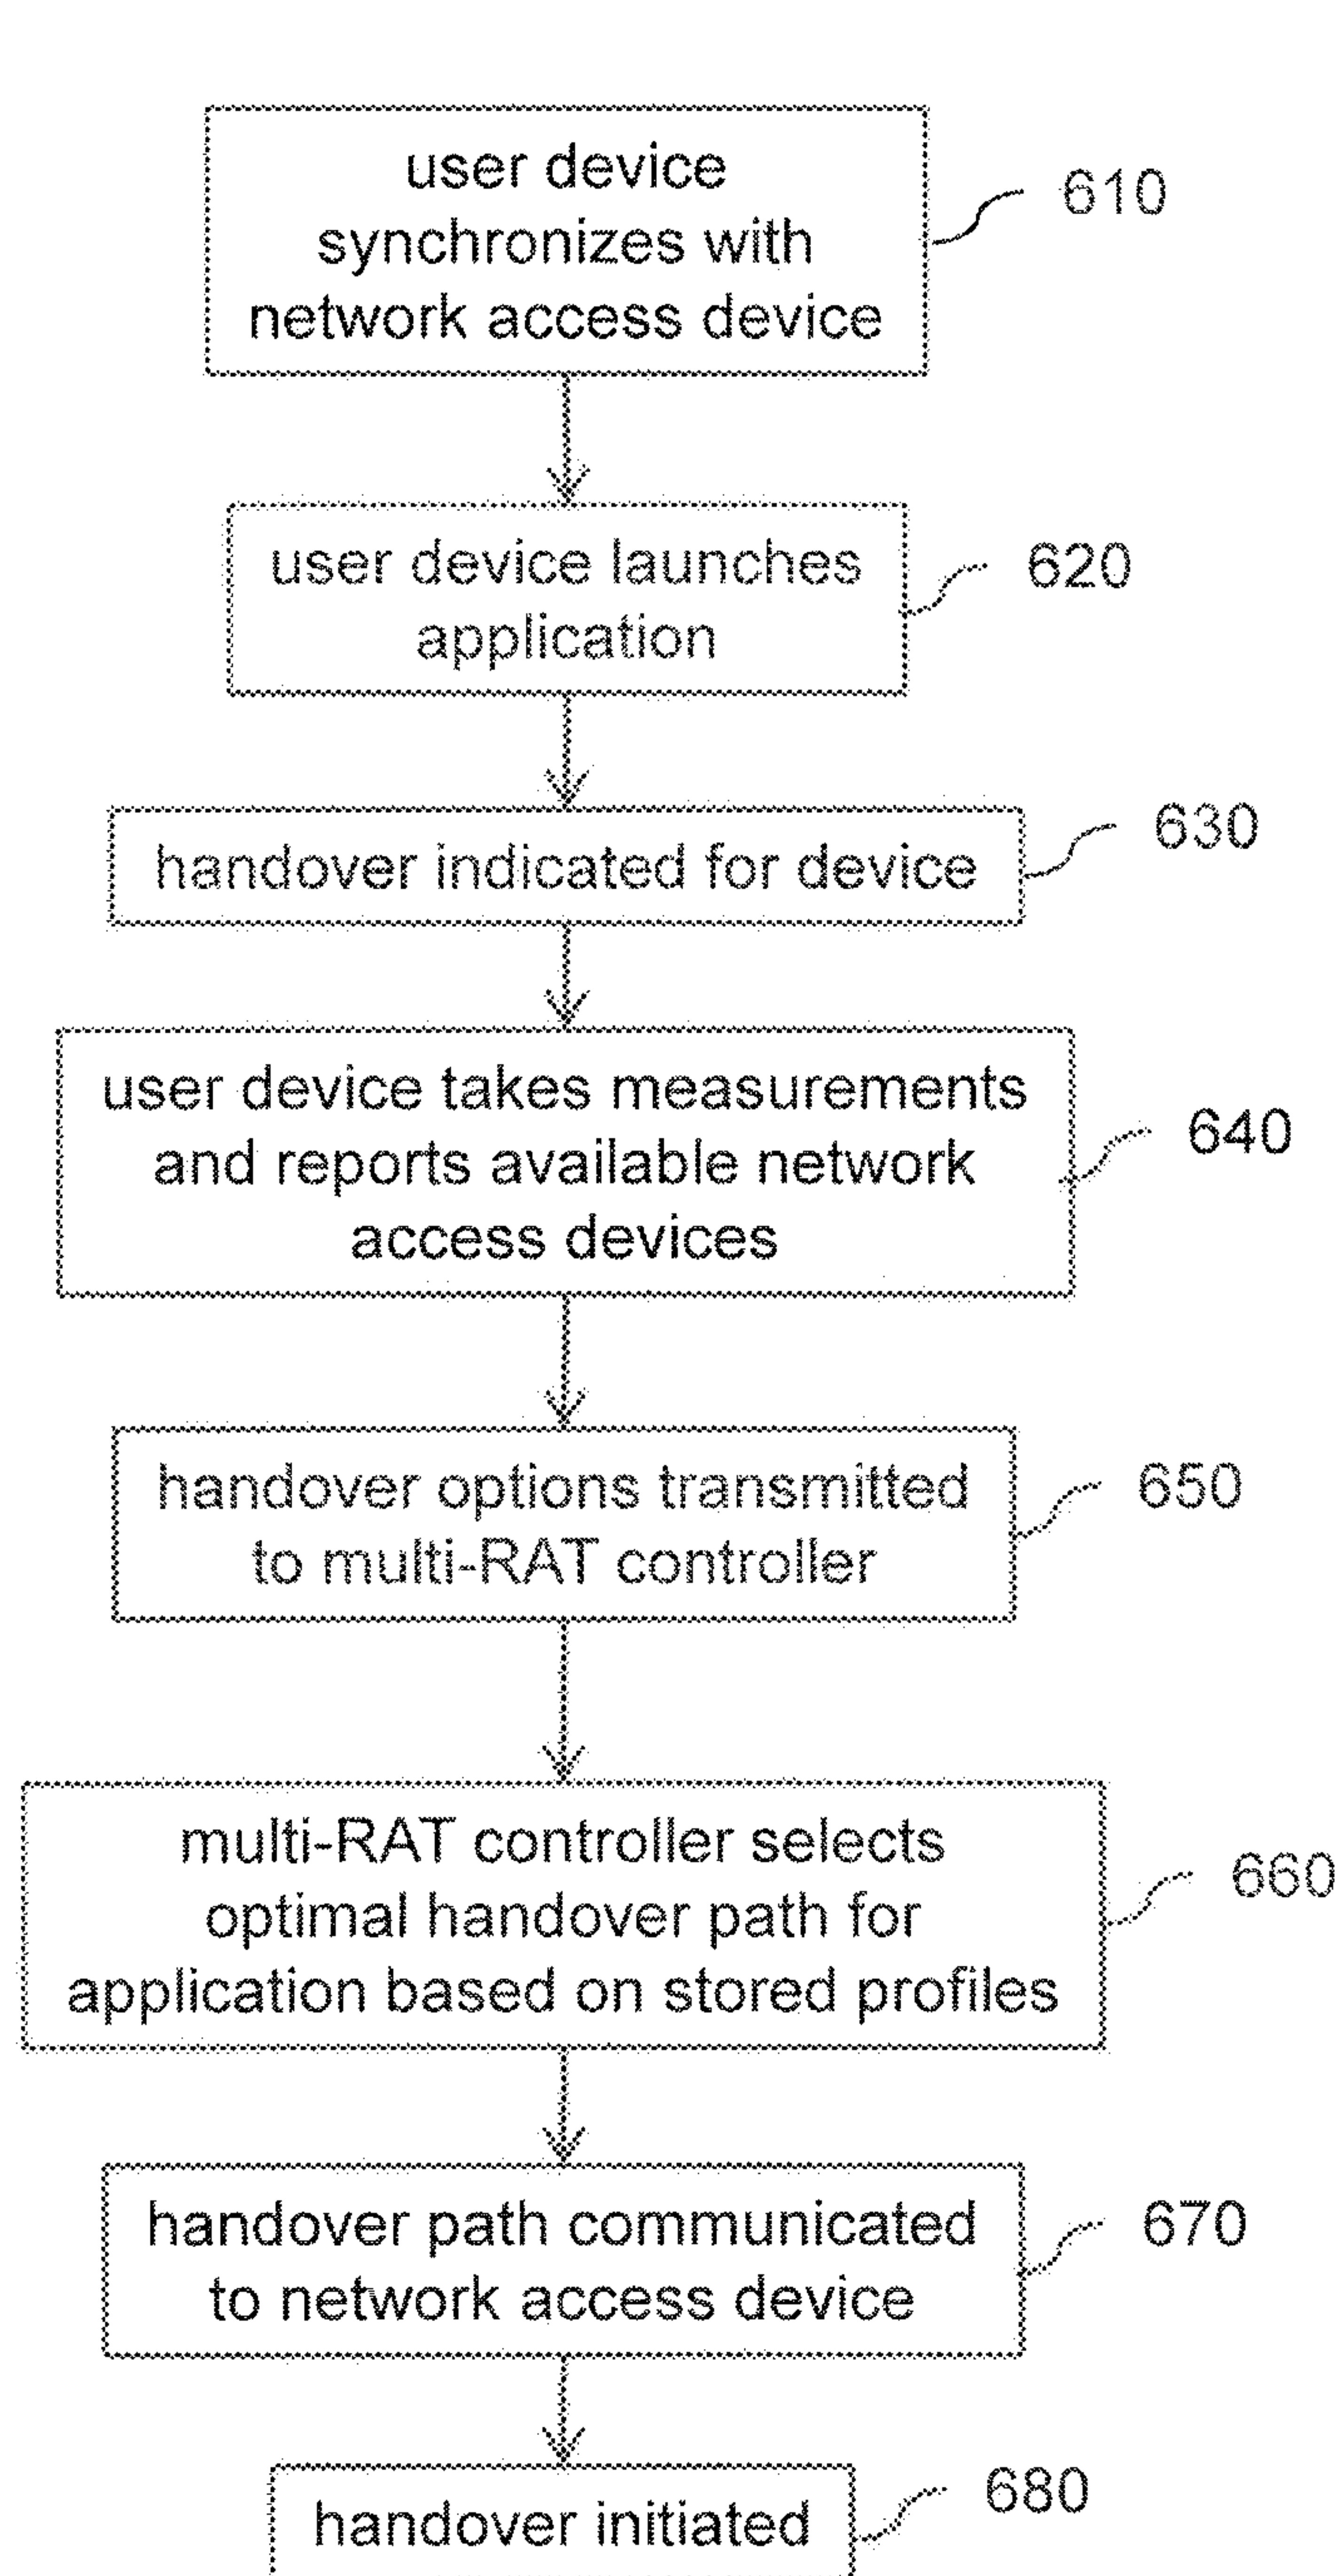 user device
synchronizes with
network access device
610
user device launches
application
620
handover indicated for device
630
user device takes measurements
and reports available network
access devices
640
handover options transmitted
to multi-RAT controller
650
multi-RAT controller selects
optimal handover path for
application based on stored profiles
660
handover path communicated
to network access device
670
handover initiated
680